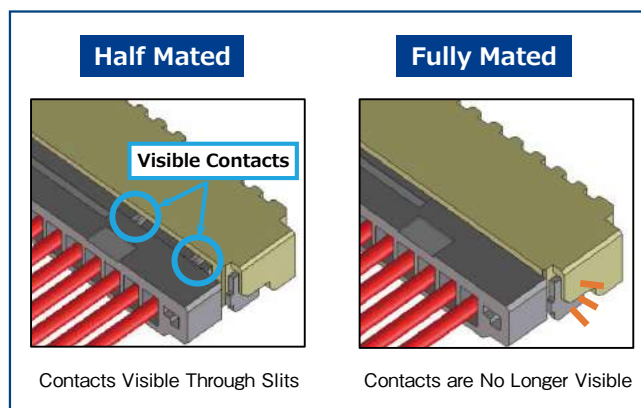 Half Mated
Fully Mated
Visible Contacts
Contacts Visible Through Slits
Contacts are No Longer Visible